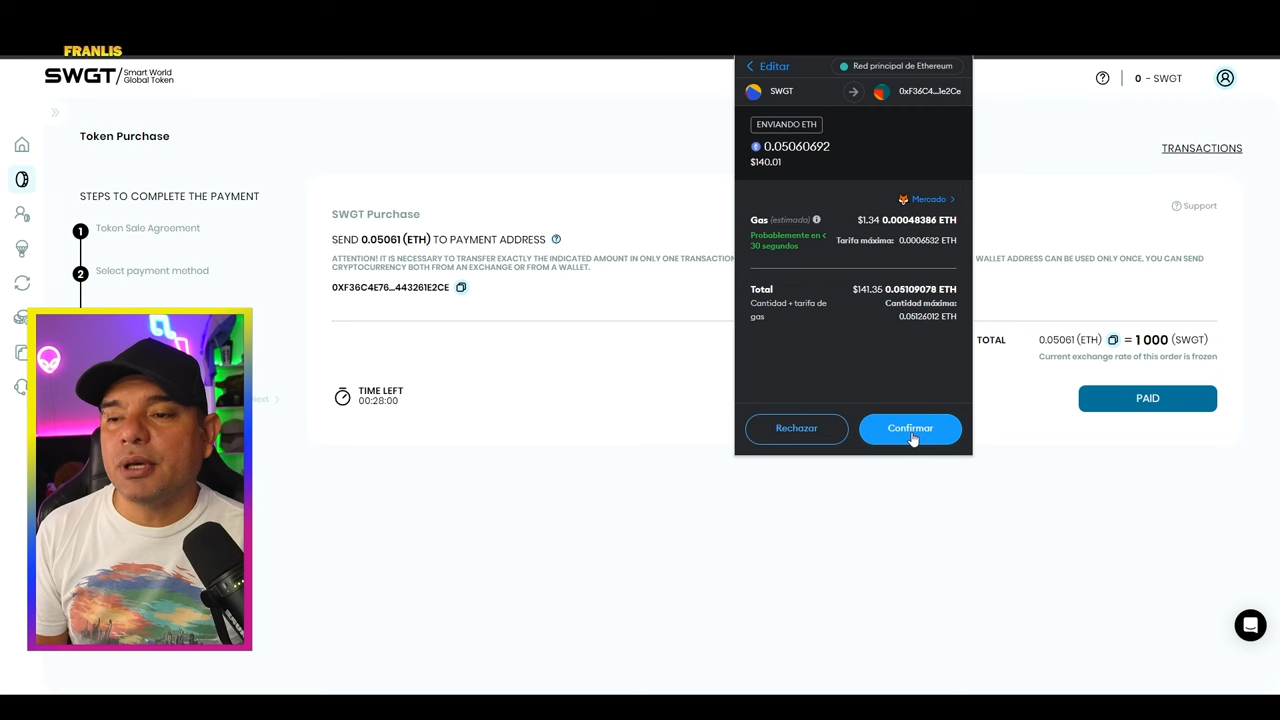 FRANLIS
SWGT/Smart World
Global Token
0 - SWGT
Token Purchase
TRANSACTIONS
STEPS TO COMPLETE THE PAYMENT
1 Token Sale Agreement
2 Select payment method
SWGT Purchase
Support
SEND 0.05061 (ETH) TO PAYMENT ADDRESS
ATTENTION! IT IS NECESSARY TO TRANSFER EXACTLY THE INDICATED AMOUNT IN ONLY ONE TRANSACTION
WALLET ADDRESS CAN BE USED ONLY ONCE. YOU CAN SEND
CRYPTOCURRENCY BOTH FROM AN EXCHANGE OR FROM A WALLET.
0XF36C4E76...443261E2CE
TOTAL 0.05061 (ETH) = 1 000 (SWGT)
Current exchange rate of this order is frozen
TIME LEFT
00:28:00
PAID
Editar
Red principal de Ethereum
SWGT
0xF36C4...1e2Ce
ENVIANDO ETH
0.05060692
$140.01
Mercado >
Gas (estimada) $1.34 0.00048386 ETH
Probablemente en <
30 segundos
Tarifa máxima: 0.0006532 ETH
Total $141.35 0.05109078 ETH
Cantidad + tarifa de
gas
Cantidad máxima:
0.05126012 ETH
Rechazar
Confirmar